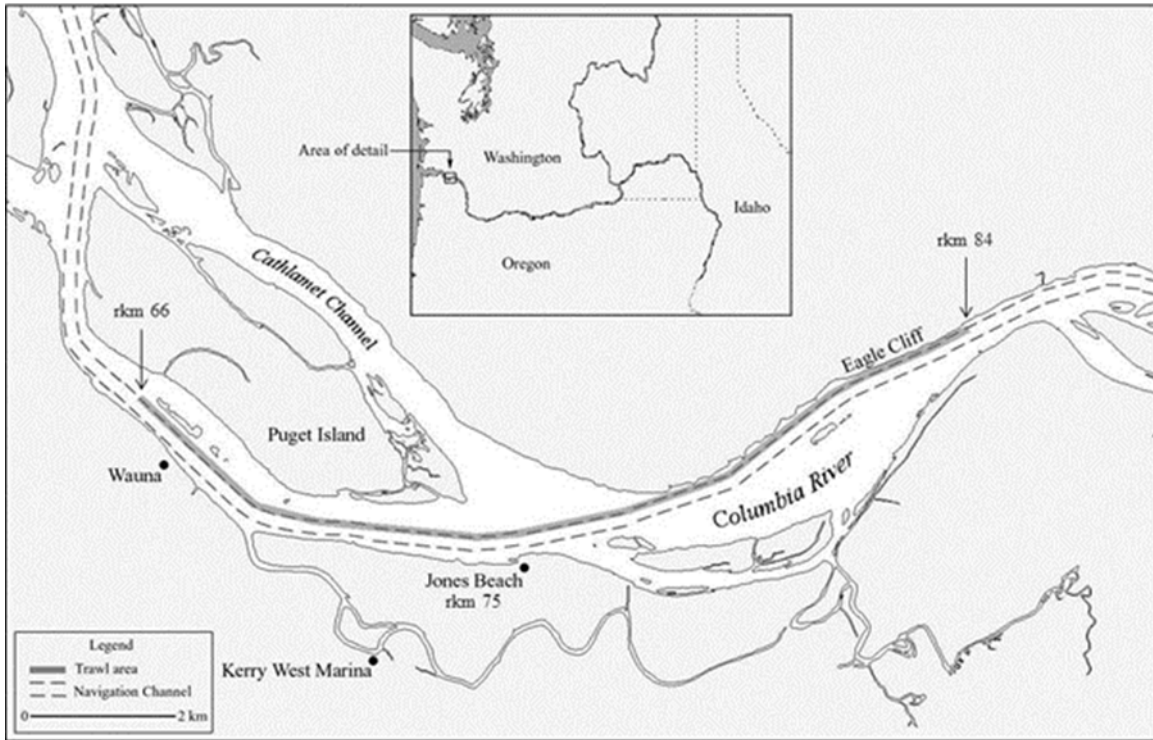 Area of detail
Washington
Idaho
Oregon
rkm 84
Cathlamet Channel
rkm 66
Eagle Cliff
Puget Island
Wauna
Columbia River
Jones Beach
rkm 75
Kerry West Marina
Legend
Trawl area
Navigation Channel
0 2 km